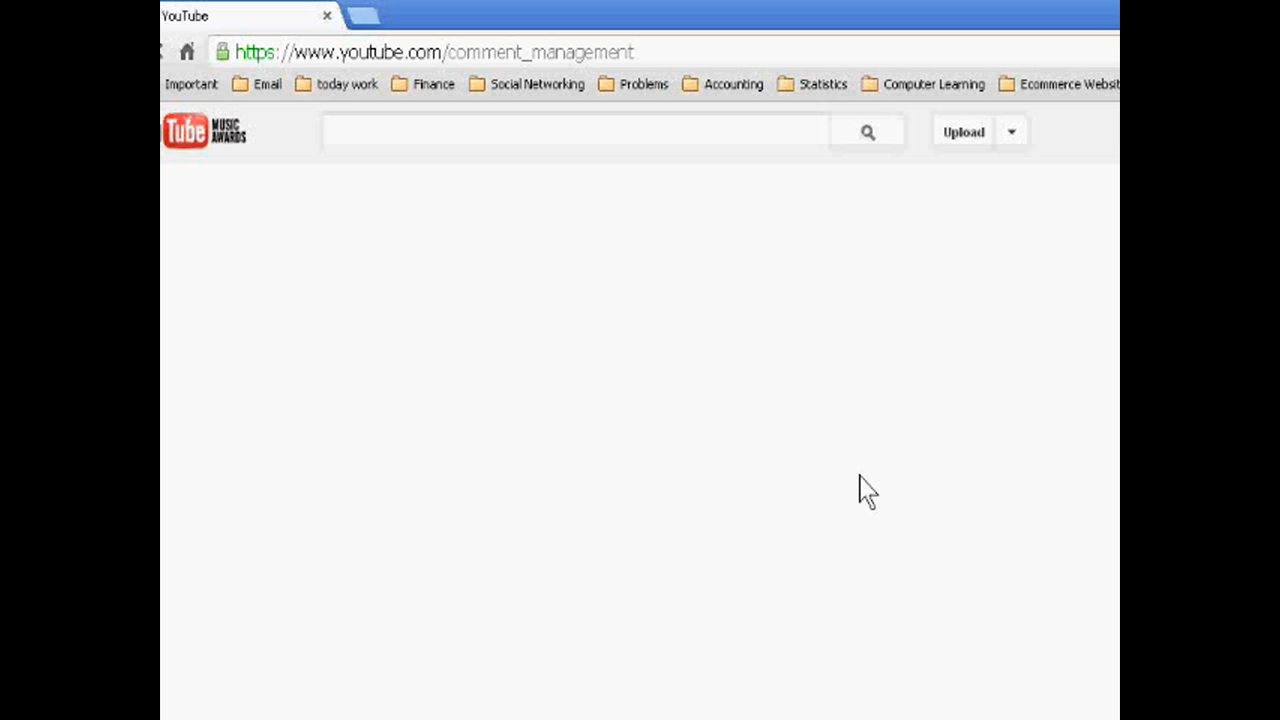 YouTube
https://www.youtube.com/comment_management
Important Email today work Finance Social Networking Problems Accounting Statistics Computer Learning Ecommerce Websit
Tube MUSIC AWARDS Upload